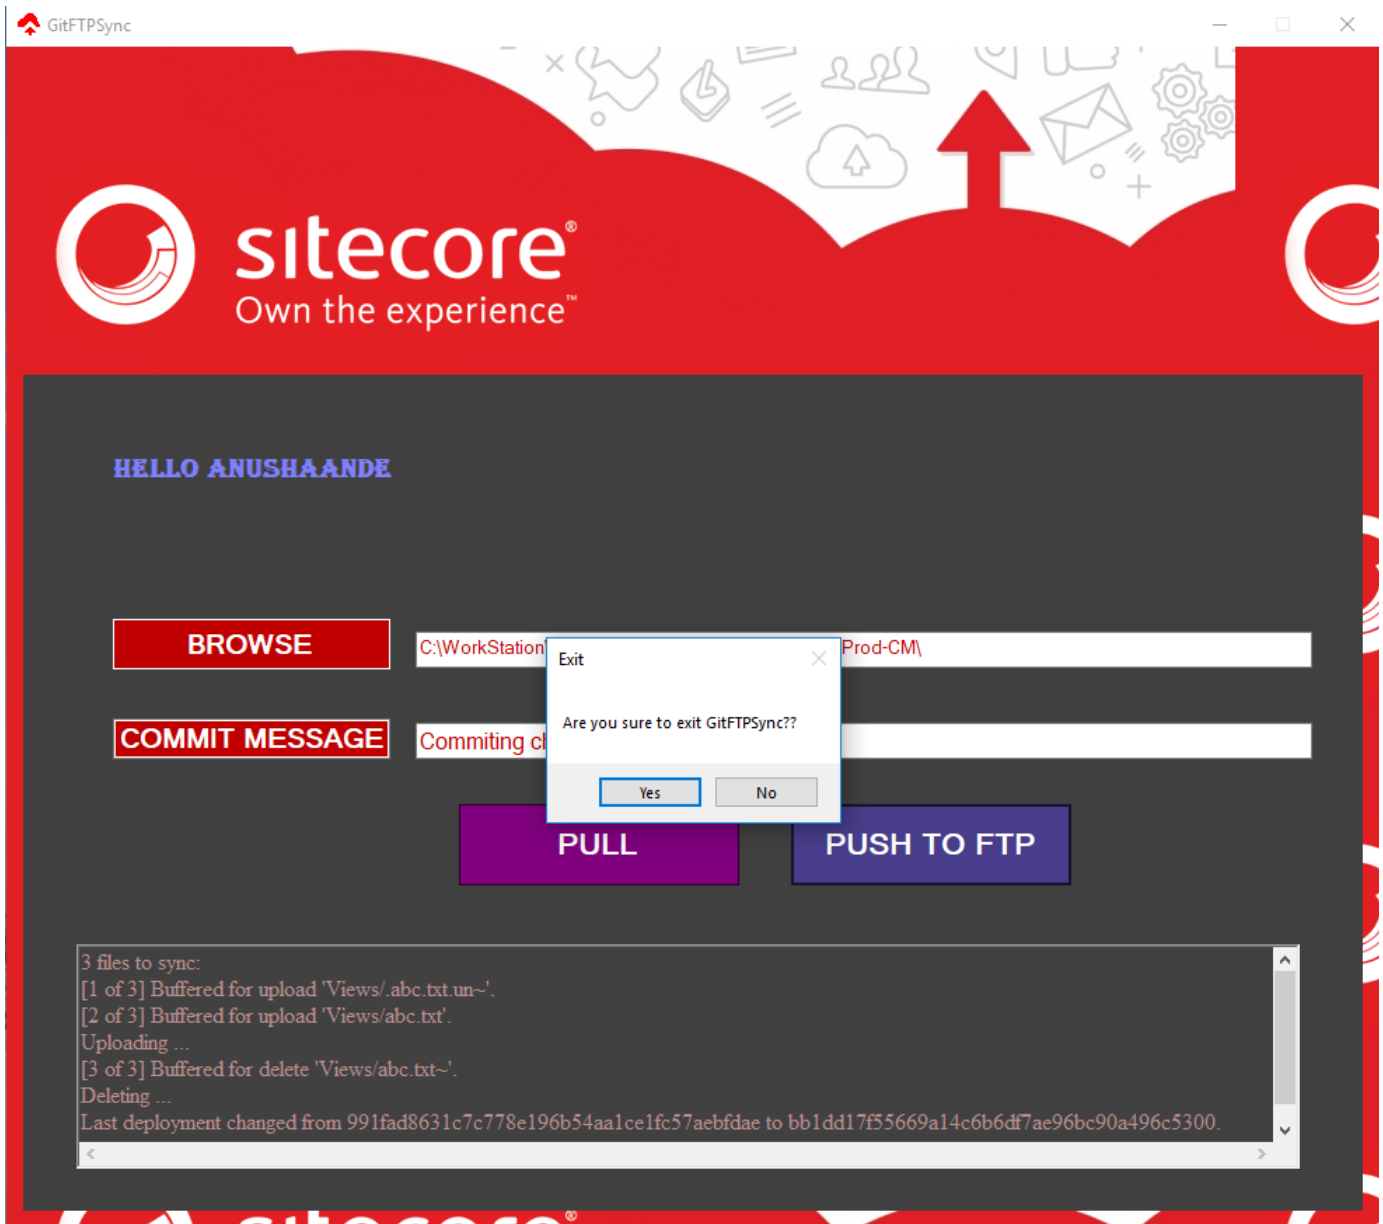 GitFTPSync
sitecore®
Own the experience™
HELLO ANUSHAANDE
BROWSE
C:\WorkStation
Prod-CM\
Exit
Are you sure to exit GitFTPSync??
Yes
No
COMMIT MESSAGE
Commiting
PULL
PUSH TO FTP
3 files to sync:
[1 of 3] Buffered for upload 'Views/.abc.txt.un~'.
[2 of 3] Buffered for upload 'Views/abc.txt'.
Uploading ...
[3 of 3] Buffered for delete 'Views/abc.txt~'.
Deleting ...
Last deployment changed from 991fad8631c7c778e196b54aa1ce1fc57aebfdae to bb1dd17f55669a14c6b6df7ae96bc90a496c5300.